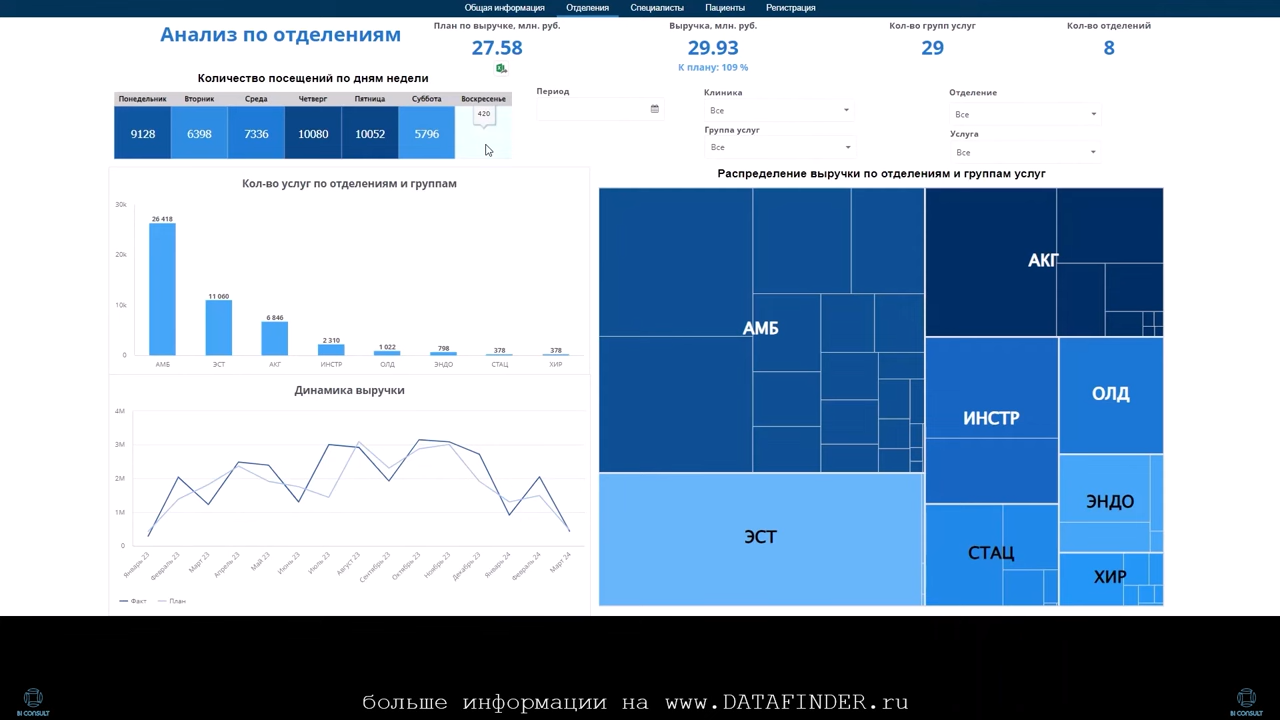 Общая информация Отделения Специалисты Пациенты Регистрация
Анализ по отделениям
План по выручке, млн. руб.
27.58
Выручка, млн. руб.
29.93
К плану: 109 %
Кол-во групп услуг
29
Кол-во отделений
8
Количество посещений по дням недели
Понедельник Вторник Среда Четверг Пятница Суббота Воскресенье
9128 6398 7336 10080 10052 5796 420
Период
Клиника
Все
Группа услуг
Все
Отделение
Все
Услуга
Все
Кол-во услуг по отделениям и группам
30k
20k
10k
0
26 418 11 060 6 846 2 310 1 022 798 378 378
АМБ ЭСТ АКГ ИНСТР ОЛД ЭНДО СТАЦ ХИР
Динамика выручки
4M
3M
2M
1M
0
Январь 23 Февраль 23 Март 23 Апрель 23 Май 23 Июнь 23 Июль 23 Август 23 Сентябрь 23 Октябрь 23 Ноябрь 23 Декабрь 23 Январь 24 Февраль 24 Март 24
Факт План
Распределение выручки по отделениям и группам услуг
АМБ
АКГ
ИНСТР
ОЛД
ЭСТ
ЭНДО
СТАЦ
ХИР
больше информации на www.DATAFINDER.ru
BI CONSULT
BI CONSULT